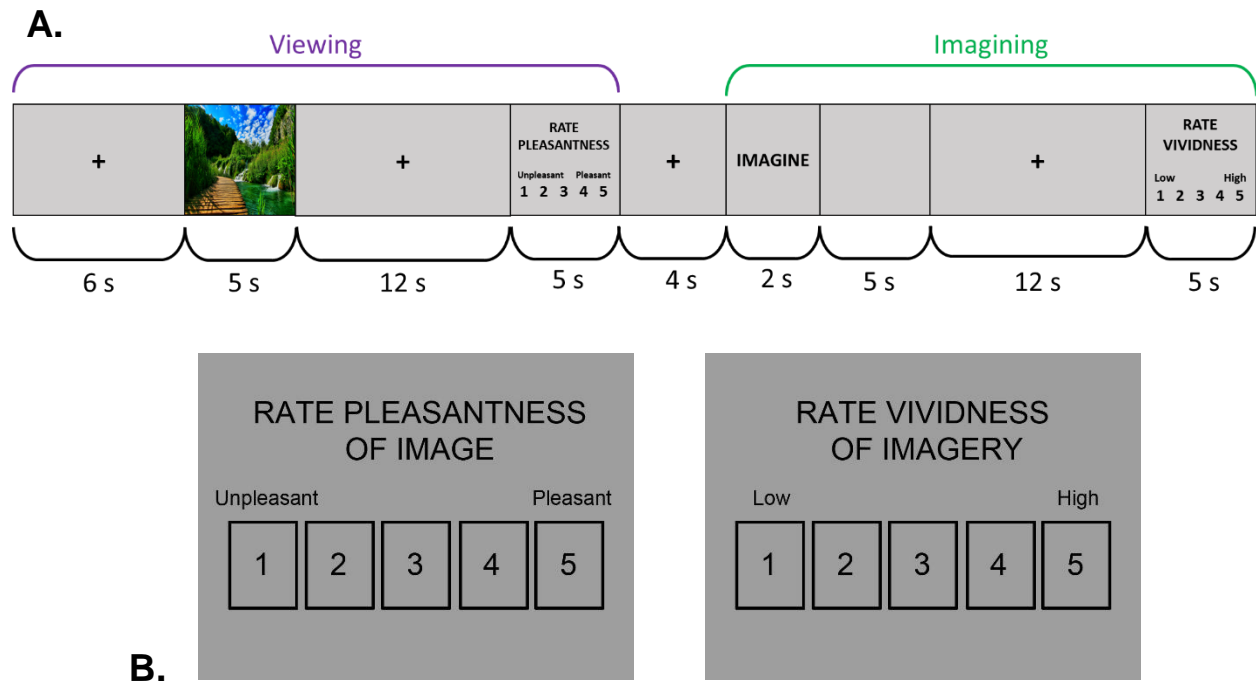 A.
Viewing
Imagining
+
+
RATE
PLEASANTNESS
Unpleasant Pleasant
1 2 3 4 5
+
IMAGINE
+
RATE
VIVIDNESS
Low High
1 2 3 4 5
6 s
5 s
12 s
5 s
4 s
2 s
5 s
12 s
5 s
RATE PLEASANTNESS
OF IMAGE
Unpleasant Pleasant
1 2 3 4 5
RATE VIVIDNESS
OF IMAGERY
Low High
1 2 3 4 5
B.